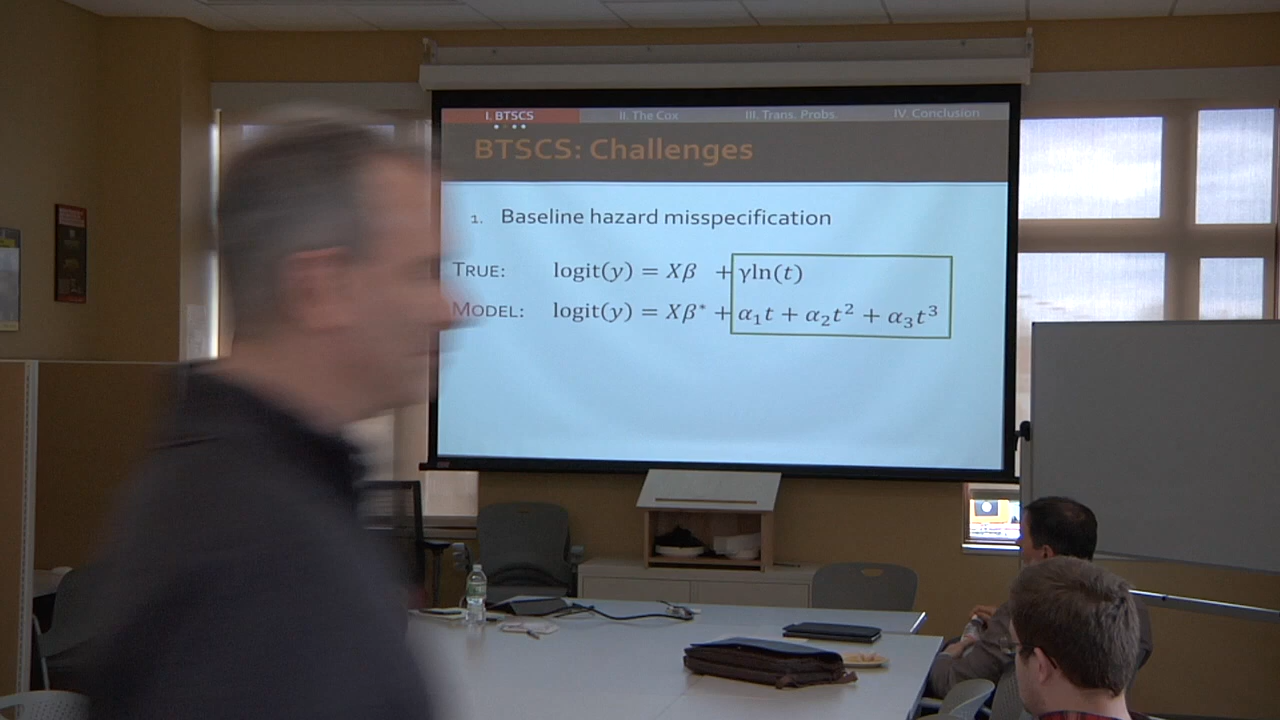 I. BTSCS II. The Cox III. Trans. Probs. IV. Conclusion
BTSCS: Challenges
1. Baseline hazard misspecification
TRUE: logit(y) = Xβ + γln(t)
MODEL: logit(y) = Xβ* + α₁t + α₂t² + α₃t³